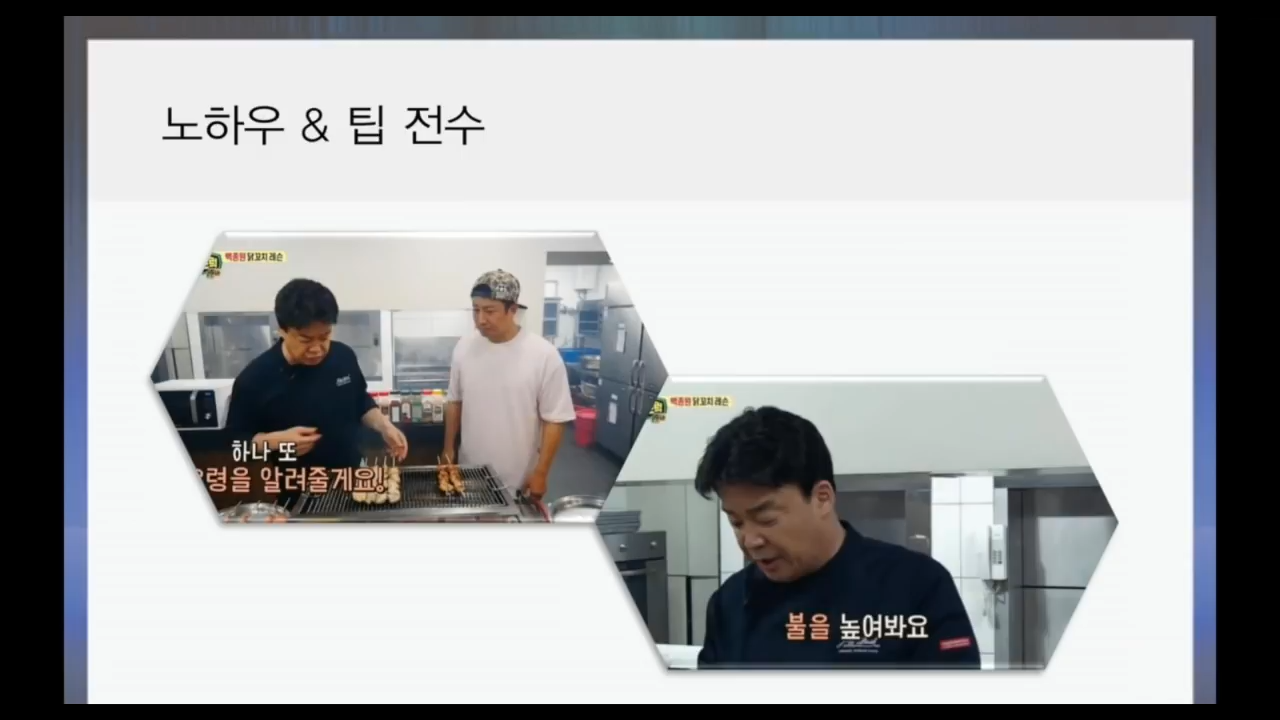 노하우 & 팁 전수
백종원 닭꼬치 레슨
하나 또
요령을 알려줄게요!
백종원 닭꼬치 레슨
불을 높여봐요